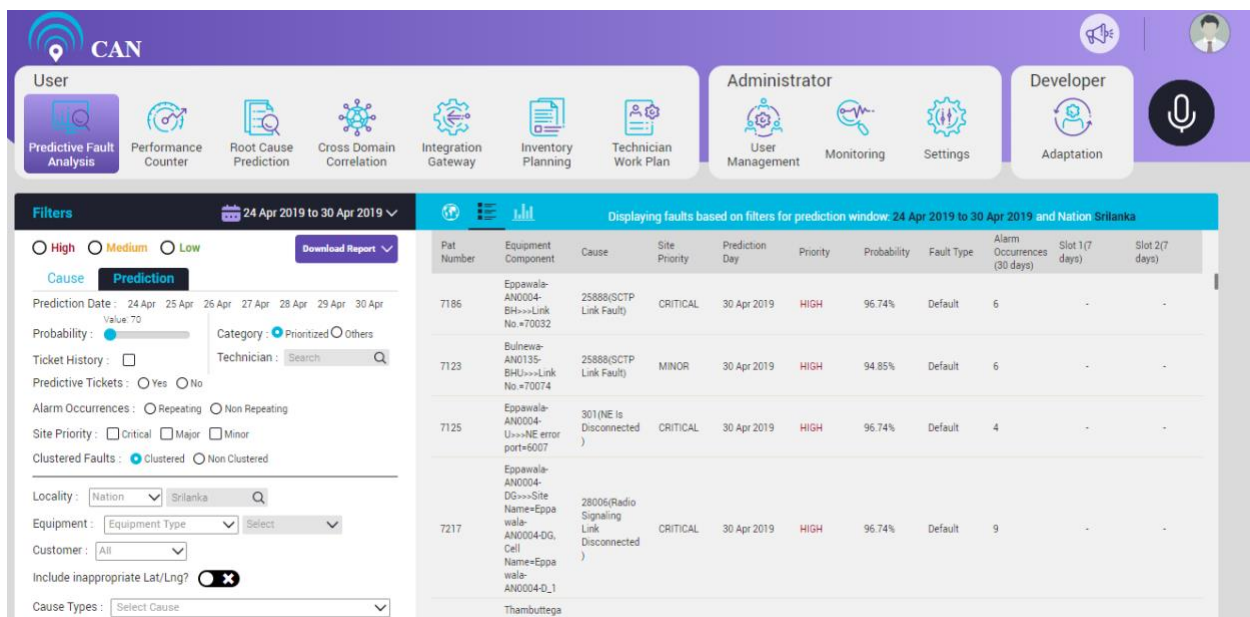 CAN
User
Administrator
Developer
Predictive Fault
Analysis
Performance
Counter
Root Cause
Prediction
Cross Domain
Correlation
Integration
Gateway
Inventory
Planning
Technician
Work Plan
User
Management
Monitoring
Settings
Adaptation
Filters
24 Apr 2019 to 30 Apr 2019
Displaying faults based on filters for prediction window: 24 Apr 2019 to 30 Apr 2019 and Nation Srilanka
High Medium Low
Download Report
Cause Prediction
Prediction Date : 24 Apr 25 Apr 26 Apr 27 Apr 28 Apr 29 Apr 30 Apr
Value: 70
Probability :
Category : Prioritized Others
Ticket History :
Technician : Search
Predictive Tickets : Yes No
Alarm Occurrences : Repeating Non Repeating
Site Priority : Critical Major Minor
Clustered Faults : Clustered Non Clustered
Locality : Nation Srilanka
Equipment : Equipment Type Select
Customer : All
Include inappropriate Lat/Lng?
Cause Types : Select Cause
Pat
Number
Equipment
Component
Cause
Site
Priority
Prediction
Day
Priority
Probability
Fault Type
Alarm
Occurrences
(30 days)
Slot 1(7
days)
Slot 2(7
days)
7186
Eppawala-
AN0004-
BH>>>Link
No.=70032
25888(SCTP
Link Fault)
CRITICAL
30 Apr 2019
HIGH
96.74%
Default
6
-
-
7123
Bulnewa-
AN0135-
BHU>>>Link
No.=70074
25888(SCTP
Link Fault)
MINOR
30 Apr 2019
HIGH
94.85%
Default
6
-
-
7125
Eppawala-
AN0004-
U>>>NE error
port=6007
301(NE Is
Disconnected
)
CRITICAL
30 Apr 2019
HIGH
96.74%
Default
4
-
-
7217
Eppawala-
AN0004-
DG>>>Site
Name=Eppa
wala-
AN0004-DG,
Cell
Name=Eppa
wala-
AN0004-D_1
28006(Radio
Signaling
Link
Disconnected
)
CRITICAL
30 Apr 2019
HIGH
96.74%
Default
9
-
-
Thambuttega